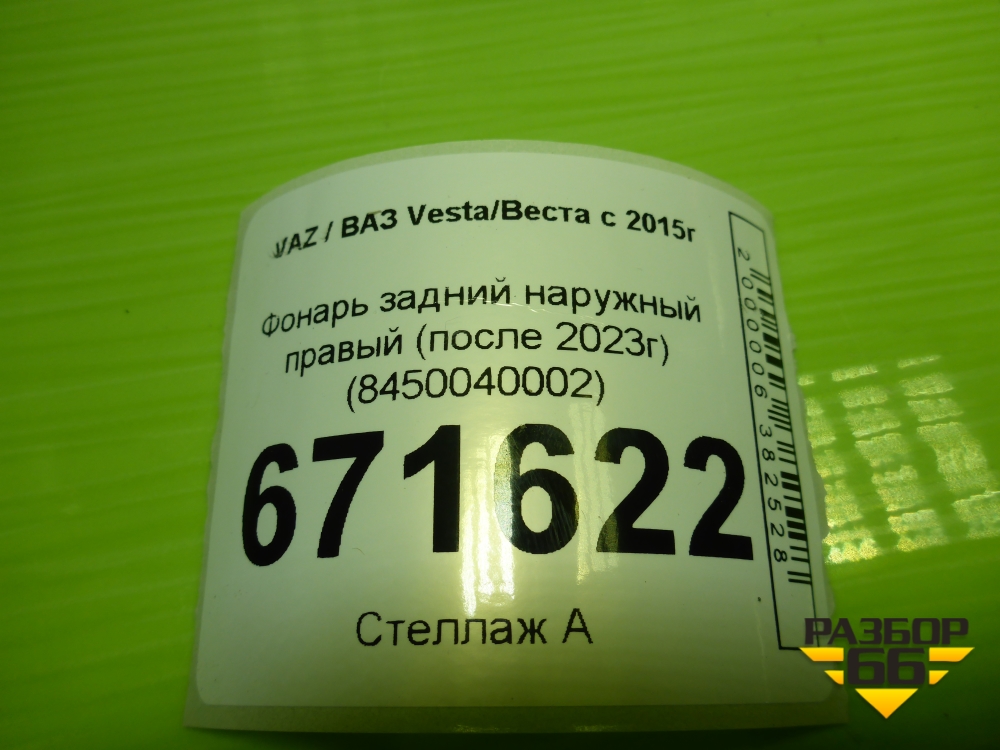 VAZ / ВАЗ Vesta/Веста с 2015г
Фонарь задний наружный
правый (после 2023г)
(8450040002)
671622
Стеллаж А
2000006382528
РАЗБОР
66